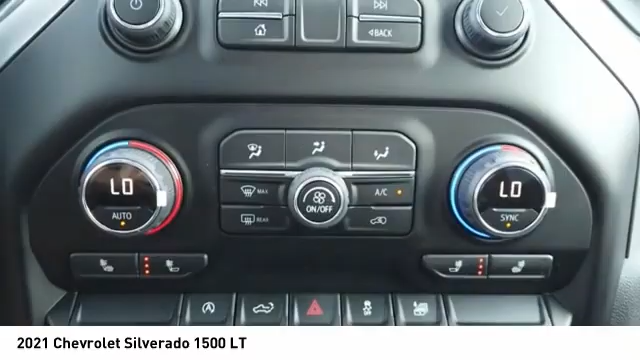 BACK
LO
AUTO
MAX
REAR
ON/OFF
A/C
LO
SYNC
2021 Chevrolet Silverado 1500 LT